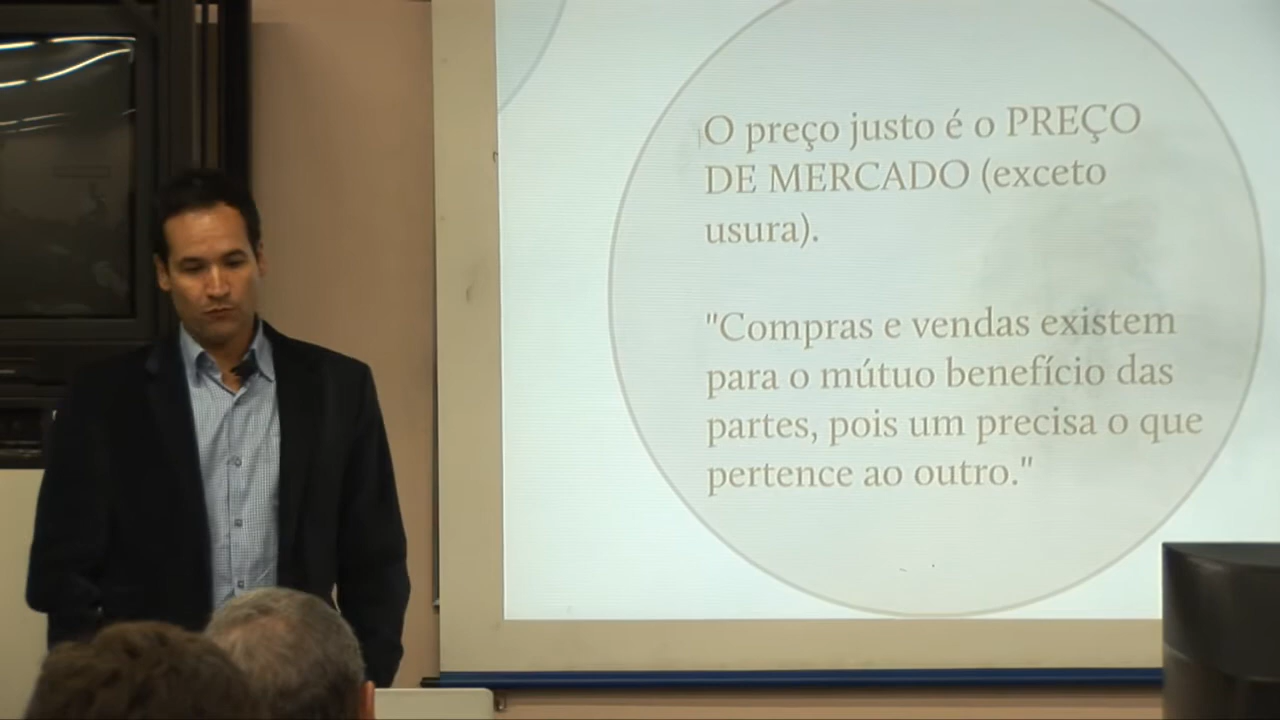 O preço justo é o PREÇO
DE MERCADO (exceto
usura).
"Compras e vendas existem
para o mútuo benefício das
partes, pois um precisa o que
pertence ao outro."